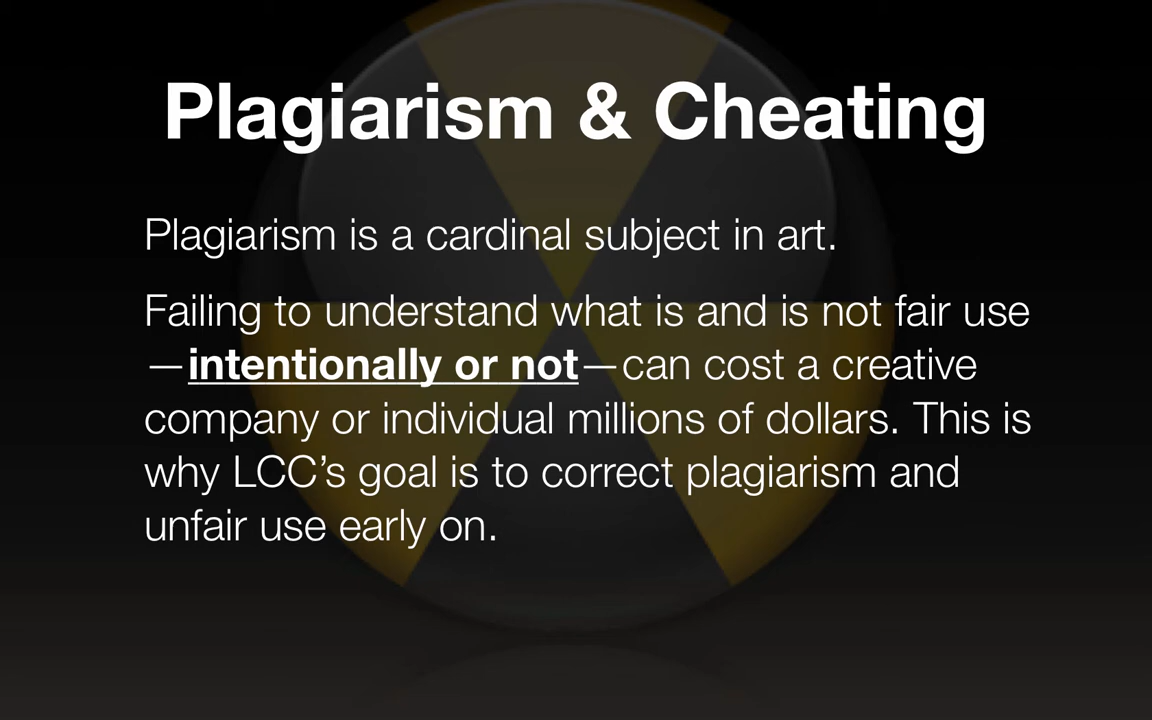 Plagiarism & Cheating
Plagiarism is a cardinal subject in art.
Failing to understand what is and is not fair use
—intentionally or not—can cost a creative
company or individual millions of dollars. This is
why LCC’s goal is to correct plagiarism and
unfair use early on.